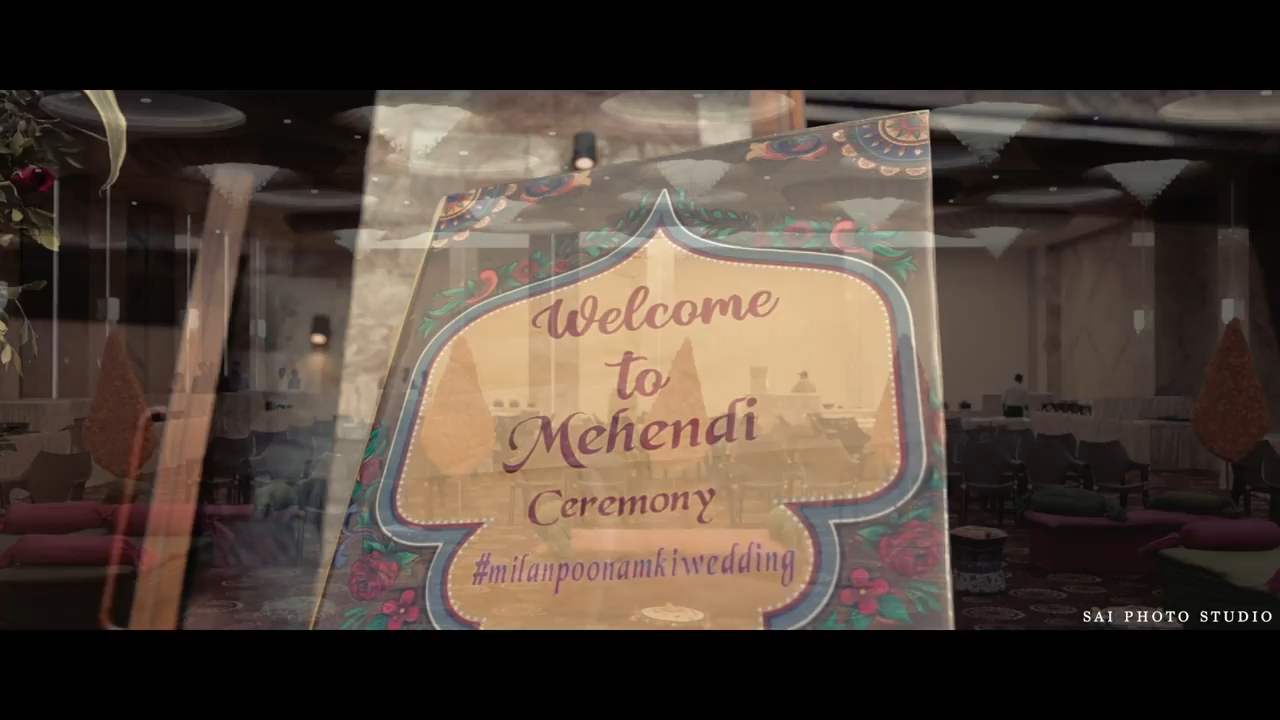 Welcome
to
Mehendi
Ceremony
#milanpoonamkiwedding
SAI PHOTO STUDIO